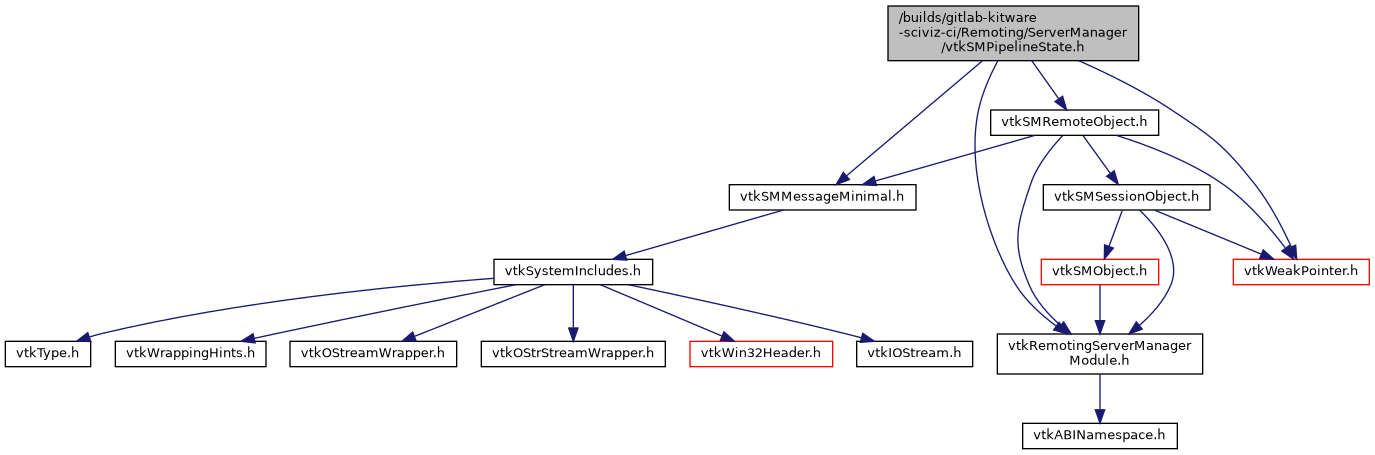 /builds/gitlab-kitware
-sciviz-ci/Remoting/ServerManager
/vtkSMPipelineState.h
vtkSMRemoteObject.h
vtkSMMessageMinimal.h
vtkSMSessionObject.h
vtkSystemIncludes.h
vtkSMObject.h
vtkWeakPointer.h
vtkType.h
vtkWrappingHints.h
vtkOStreamWrapper.h
vtkOStrStreamWrapper.h
vtkWin32Header.h
vtkIOStream.h
vtkRemotingServerManager
Module.h
vtkABINamespace.h